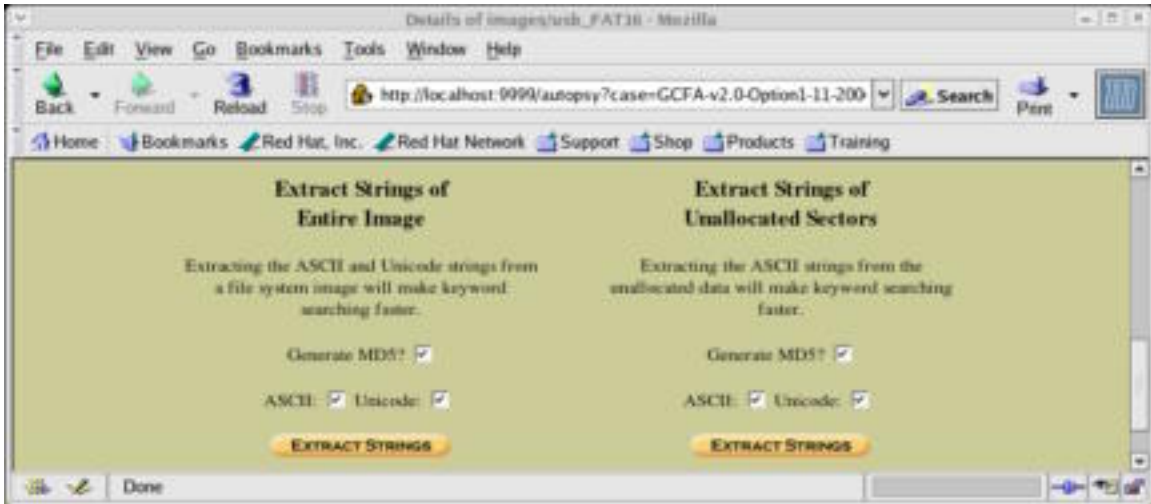 Details of images/usb_FAT16 - Mozilla
File Edit View Go Bookmarks Tools Window Help
Back Forward Reload Stop http://localhost:9999/autopsy?case=GCFA-v2.0-Option1-11-200 Search Print
Home Bookmarks Red Hat, Inc. Red Hat Network Support Shop Products Training
Extract Strings of
Entire Image
Extracting the ASCII and Unicode strings from
a file system image will make keyword
searching faster.
Generate MD5?
ASCII: Unicode:
EXTRACT STRINGS
Extract Strings of
Unallocated Sectors
Extracting the ASCII strings from the
unallocated data will make keyword searching
faster.
Generate MD5?
ASCII: Unicode:
EXTRACT STRINGS
Done